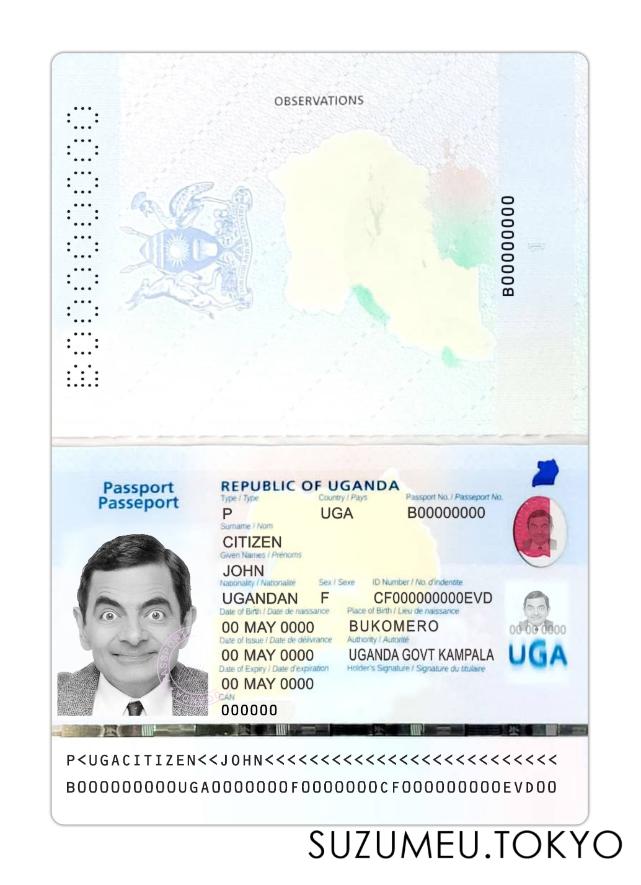 OBSERVATIONS
B00000000
B00000000
Passport
Passeport
REPUBLIC OF UGANDA
Type / Type Country / Pays Passport No. / Passeport No.
P UGA B00000000
Surname / Nom
CITIZEN
Given Names / Prénoms
JOHN
Nationality / Nationalité Sex / Sexe ID Number / No. d'identite
UGANDAN F CF000000000EVD
Date of Birth / Date de naissance Place of Birth / Lieu de naissance
00 MAY 0000 BUKOMERO
Date of Issue / Date de délivrance Authority / Autorité
00 MAY 0000 UGANDA GOVT KAMPALA
Date of Expiry / Date d'expiration Holder's Signature / Signature du titulaire
00 MAY 0000
CAN
000000
00 00 0000
UGA
P<UGACITIZEN<<JOHN<<<<<<<<<<<<<<<<<<<<<<<<<<
B000000000UGA0000000F0000000CF000000000EVD00
SUZUMEU.TOKYO